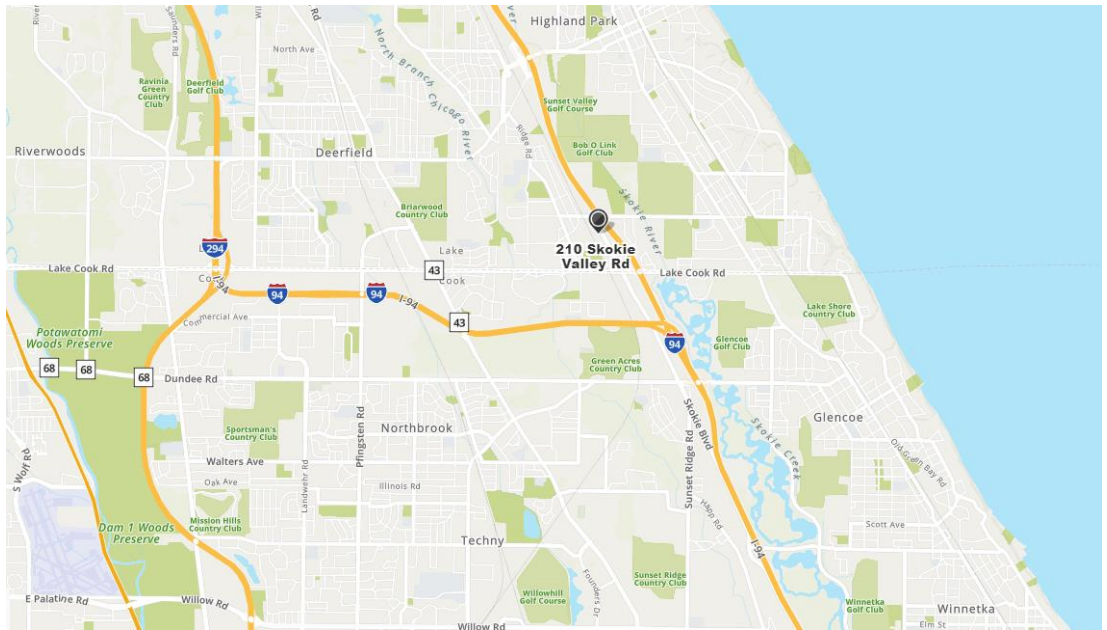 Highland Park
Saunders Rd
River
North Ave
North Branch Chicago River
Ravinia
Green
Country
Club
Deerfield
Golf Club
Sunset Valley
Golf Course
Ridge Rd
Bob O Link
Golf Club
Riverwoods
Deerfield
Briarwood
Country Club
Skokie River
210 Skokie
Valley Rd
294
I-94
Lake
Cook
43
Lake Cook Rd
Lake Cook Rd
94
94
I-94
43
Commercial Ave
Lake Shore
Country Club
94
Glencoe
Golf Club
Potawatomi
Woods Preserve
68
68
68
Dundee Rd
Green Acres
Country Club
Skokie Blvd
Glencoe
Sportsman's
Country Club
Pfingsten Rd
Northbrook
Skokie Creek
Old Green Bay Rd
S Wolf Rd
Walters Ave
Oak Ave
Landwehr Rd
Illinois Rd
Sunset Ridge Rd
Happ Rd
Mission Hills
Country Club
Dam 1 Woods
Preserve
Scott Ave
Techny
I-94
Founders Dr
Sunset Ridge
Country Club
Willowhill
Golf Course
E Palatine Rd
Willow Rd
Willow Rd
Winnetka
Golf Club
Winnetka
Elm St